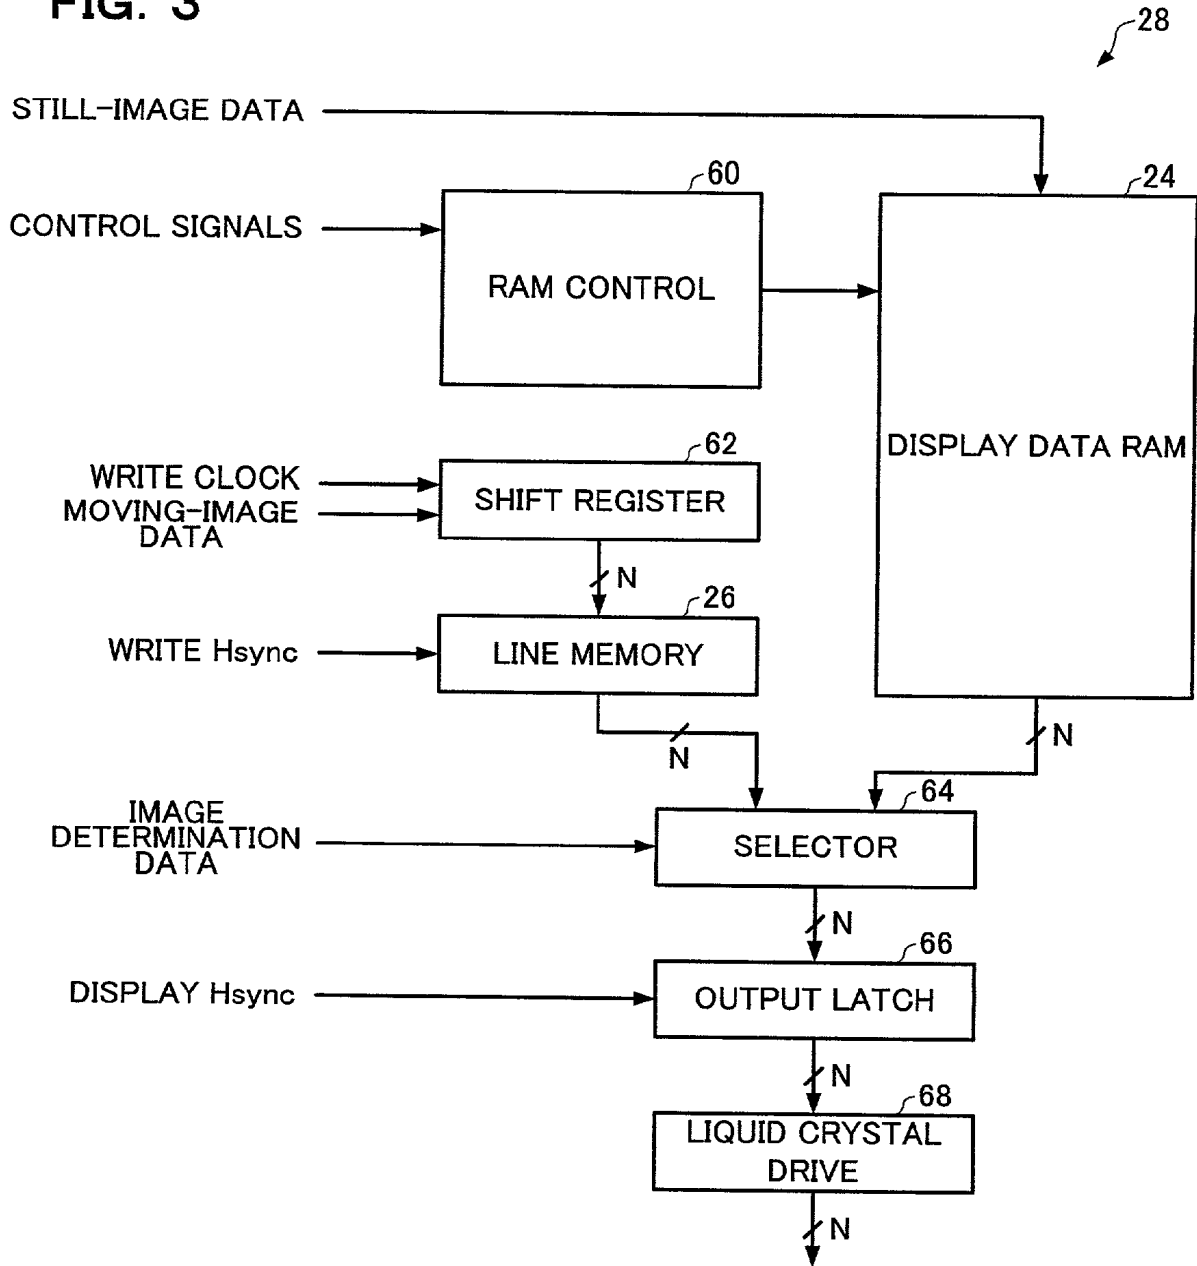 FIG. 3
28
STILL-IMAGE DATA
60
24
CONTROL SIGNALS
RAM CONTROL
DISPLAY DATA RAM
62
WRITE CLOCK
MOVING-IMAGE
DATA
SHIFT REGISTER
N
26
WRITE Hsync
LINE MEMORY
N
N
64
IMAGE
DETERMINATION
DATA
SELECTOR
N
66
DISPLAY Hsync
OUTPUT LATCH
N
68
LIQUID CRYSTAL
DRIVE
N